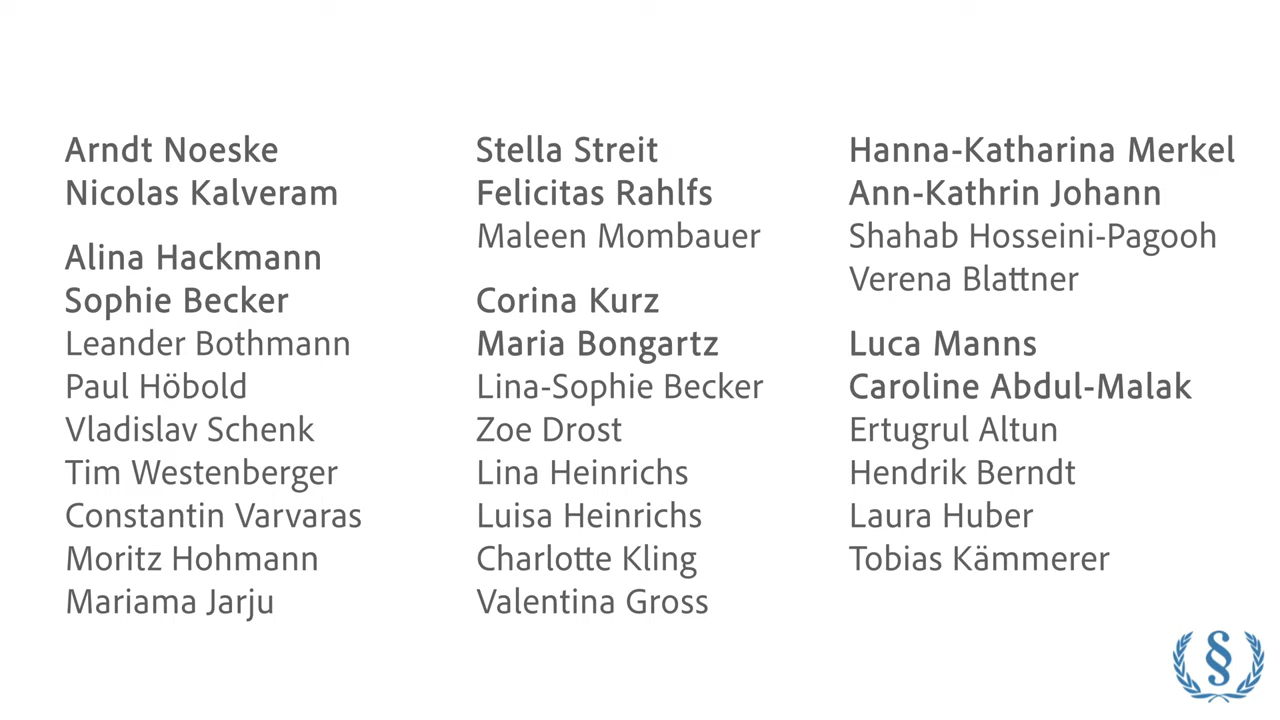 Arndt Noeske
Nicolas Kalveram
Alina Hackmann
Sophie Becker
Leander Bothmann
Paul Höbold
Vladislav Schenk
Tim Westenberger
Constantin Varvaras
Moritz Hohmann
Mariama Jarju
Stella Streit
Felicitas Rahlfs
Maleen Mombauer
Corina Kurz
Maria Bongartz
Lina-Sophie Becker
Zoe Drost
Lina Heinrichs
Luisa Heinrichs
Charlotte Kling
Valentina Gross
Hanna-Katharina Merkel
Ann-Kathrin Johann
Shahab Hosseini-Pagooh
Verena Blattner
Luca Manns
Caroline Abdul-Malak
Ertugrul Altun
Hendrik Berndt
Laura Huber
Tobias Kämmerer
§